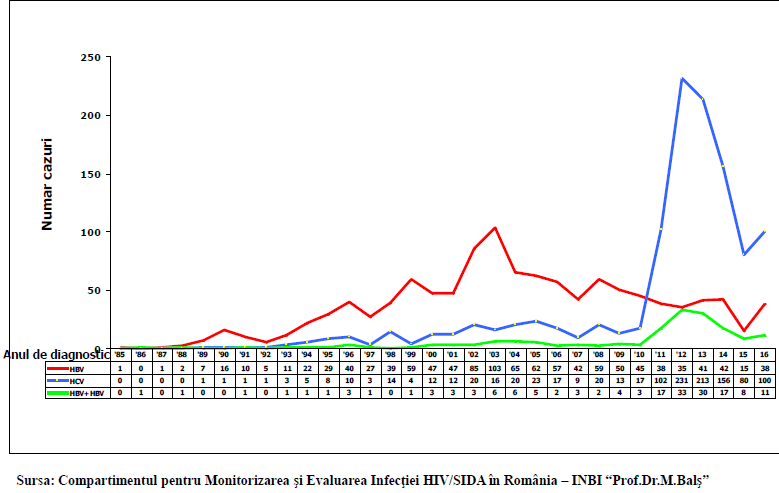 250
200
150
100
50
0
Numar cazuri
Anul de diagnostic '85 '86 '87 '88 '89 '90 '91 '92 '93 '94 '95 '96 '97 '98 '99 '00 '01 '02 '03 '04 '05 '06 '07 '08 '09 '10 '11 '12 13 14 15 16
HBV 1 0 1 2 7 16 10 5 11 22 29 40 27 39 59 47 47 85 103 65 62 57 42 59 50 45 38 35 41 42 15 38
HCV 0 0 0 0 1 1 1 1 3 5 8 10 3 14 4 12 12 20 16 20 23 17 9 20 13 17 102 231 213 156 80 100
HBV+HBV 0 1 0 1 0 0 1 0 1 1 1 3 1 0 1 3 3 3 6 6 5 2 3 2 4 3 17 33 30 17 8 11
Sursa: Compartimentul pentru Monitorizarea și Evaluarea Infecției HIV/SIDA în România – INBI “Prof.Dr.M.Balș”